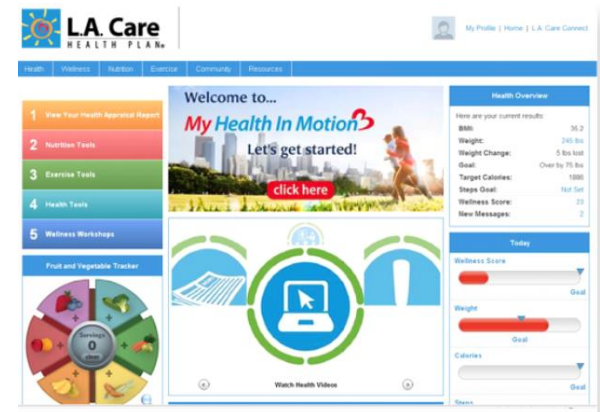 L.A. Care
HEALTH PLAN®
My Profile | Home | L.A. Care Connect
Health Wellness Nutrition Exercise Community Resources
1 View Your Health Appraisal Report
2 Nutrition Tools
3 Exercise Tools
4 Health Tools
5 Wellness Workshops
Fruit and Vegetable Tracker
Servings
0
clear
Welcome to...
My Health In Motion
Let's get started!
click here
Watch Health Videos
Health Overview
Here are your current results:
BMI: 35.2
Weight: 245 lbs
Weight Change: 5 lbs lost
Goal: Over by 75 lbs
Target Calories: 1886
Steps Goal: Not Set
Wellness Score: 23
New Messages: 2
Today
Wellness Score
Goal
Weight
Goal
Calories
Goal
Steps